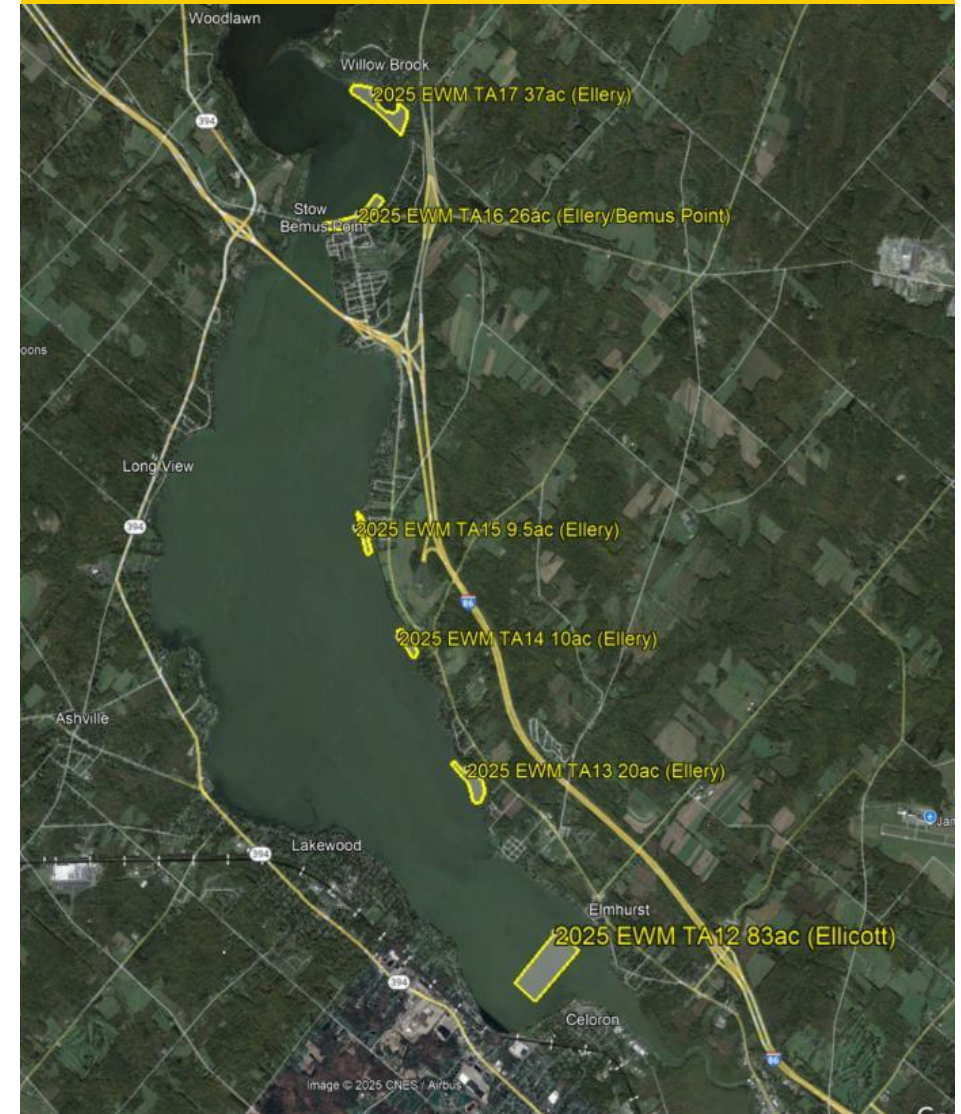 Woodlawn
Willow Brook
2025 EWM TA17 37ac (Ellery)
394
Stow
2025 EWM TA16 26ac (Ellery/Bemus Point)
Bemus Point
oons
Long View
394
2025 EWM TA15 9.5ac (Ellery)
86
2025 EWM TA14 10ac (Ellery)
Ashville
2025 EWM TA13 20ac (Ellery)
Jam
Lakewood
394
Elmhurst
2025 EWM TA12 83ac (Ellicott)
394
Celoron
86
Image © 2025 CNES / Airbus